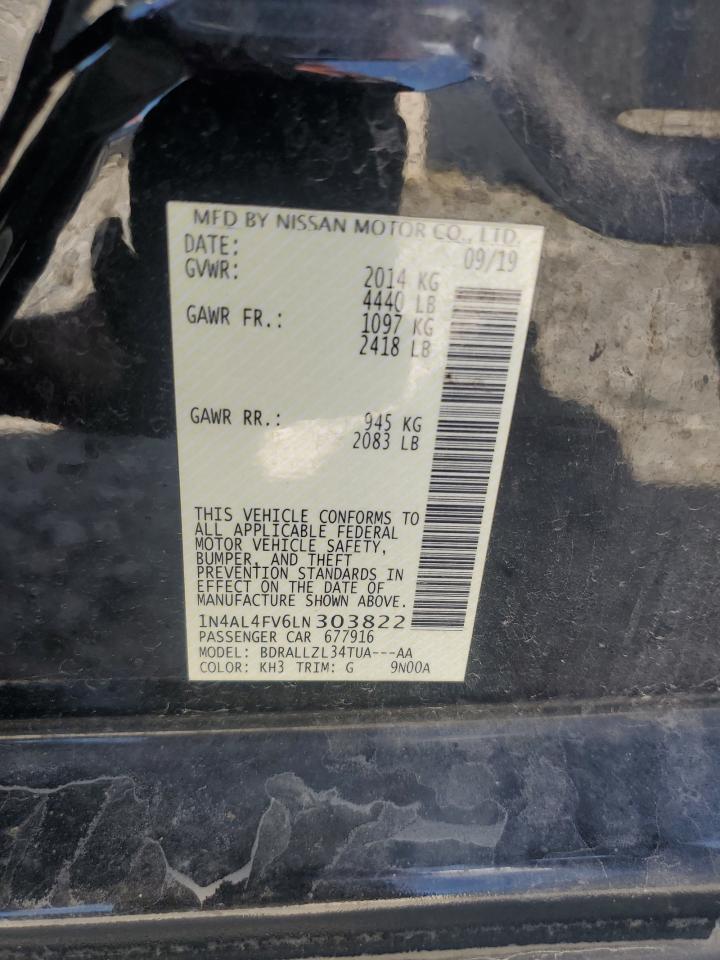 MFD BY NISSAN MOTOR CO., LTD.
DATE: 09/19
GVWR: 2014 KG
4440 LB
GAWR FR.: 1097 KG
2418 LB
GAWR RR.: 945 KG
2083 LB
THIS VEHICLE CONFORMS TO
ALL APPLICABLE FEDERAL
MOTOR VEHICLE SAFETY,
BUMPER, AND THEFT
PREVENTION STANDARDS IN
EFFECT ON THE DATE OF
MANUFACTURE SHOWN ABOVE.
1N4AL4FV6LN303822
PASSENGER CAR 677916
MODEL: BDRALLZL34TUA---AA
COLOR: KH3 TRIM: G 9N00A